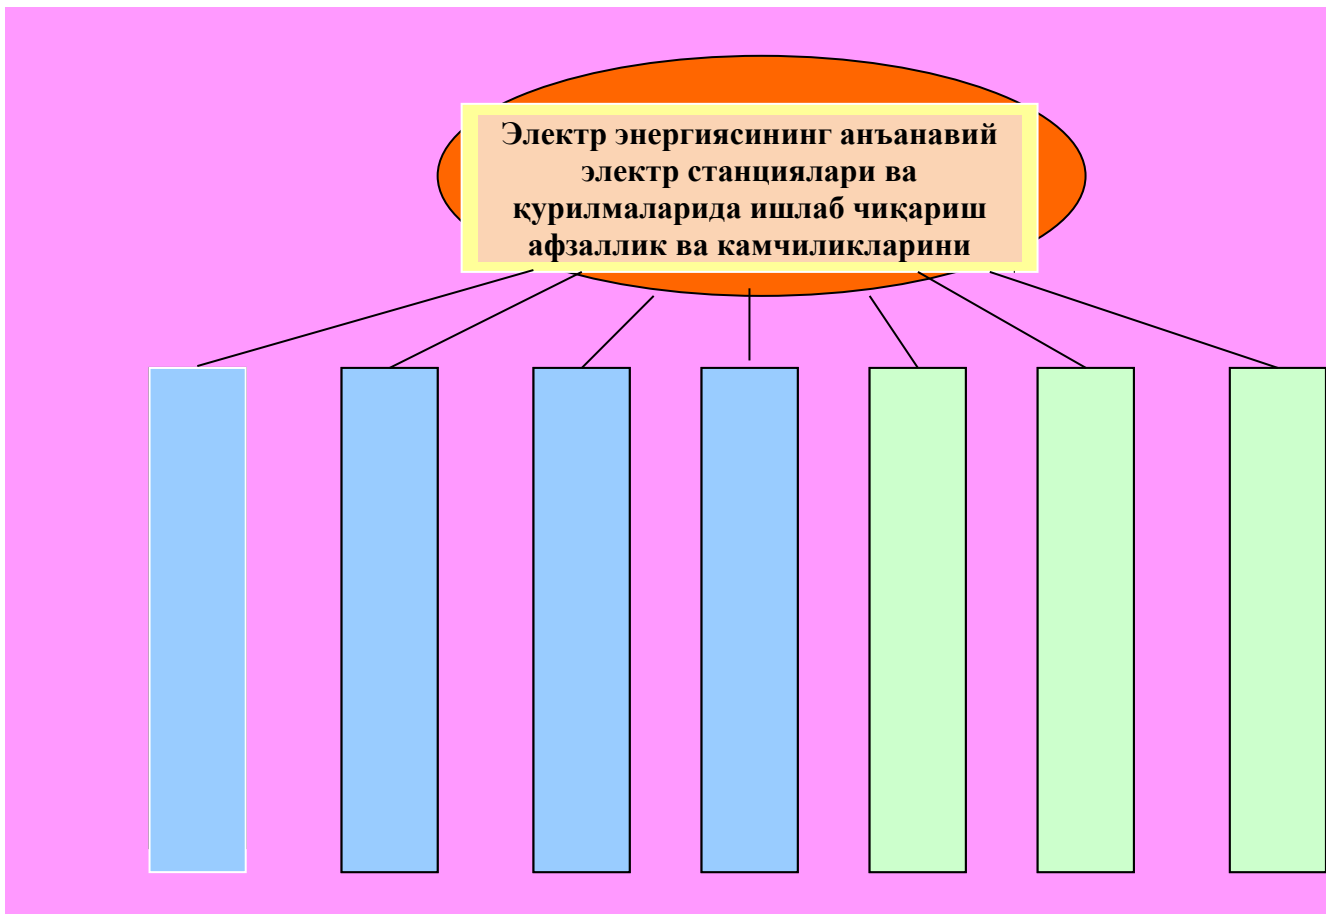 Электр энергиясининг анъанавий
электр станциялари ва
қурилмаларида ишлаб чиқариш
афзаллик ва камчиликларини